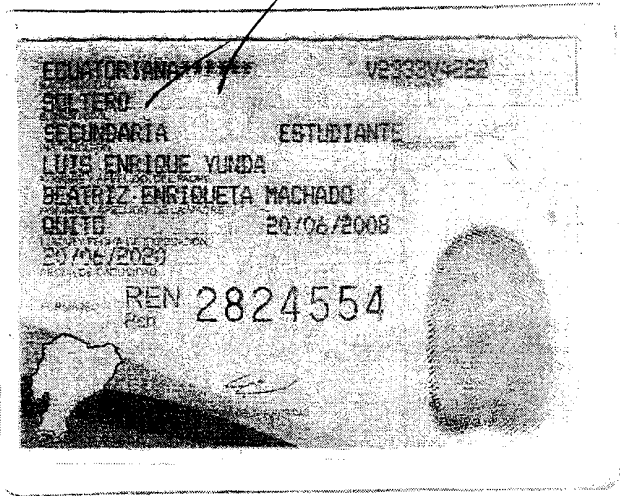 ECUATORIANA****** V2333V4222
SOLTERO
SECUNDARIA ESTUDIANTE
LUIS ENRIQUE YUNDA
BEATRIZ ENRIQUETA MACHADO
QUITO 20/06/2008
20/06/2020
REN 2824554